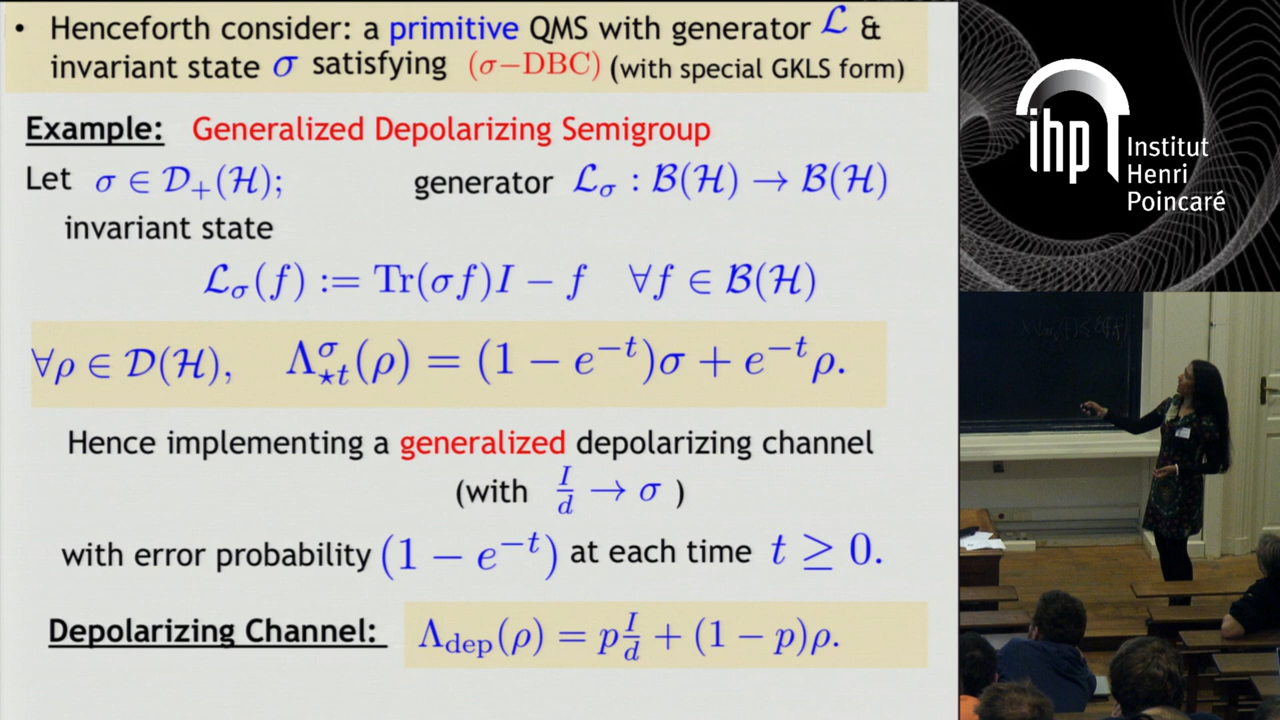 • Henceforth consider: a primitive QMS with generator ℒ &
invariant state σ satisfying (σ−DBC) (with special GKLS form)
Example: Generalized Depolarizing Semigroup
Let σ ∈ 𝒟₊(ℋ); generator ℒ_σ : ℬ(ℋ) → ℬ(ℋ)
invariant state
ℒ_σ(f) := Tr(σf)I − f ∀f ∈ ℬ(ℋ)
∀ρ ∈ 𝒟(ℋ), Λ^σ_{⋆t}(ρ) = (1 − e^{−t})σ + e^{−t}ρ.
Hence implementing a generalized depolarizing channel
(with I/d → σ )
with error probability (1 − e^{−t}) at each time t ≥ 0.
Depolarizing Channel: Λ_dep(ρ) = p I/d + (1 − p)ρ.
ihp Institut
Henri
Poincaré